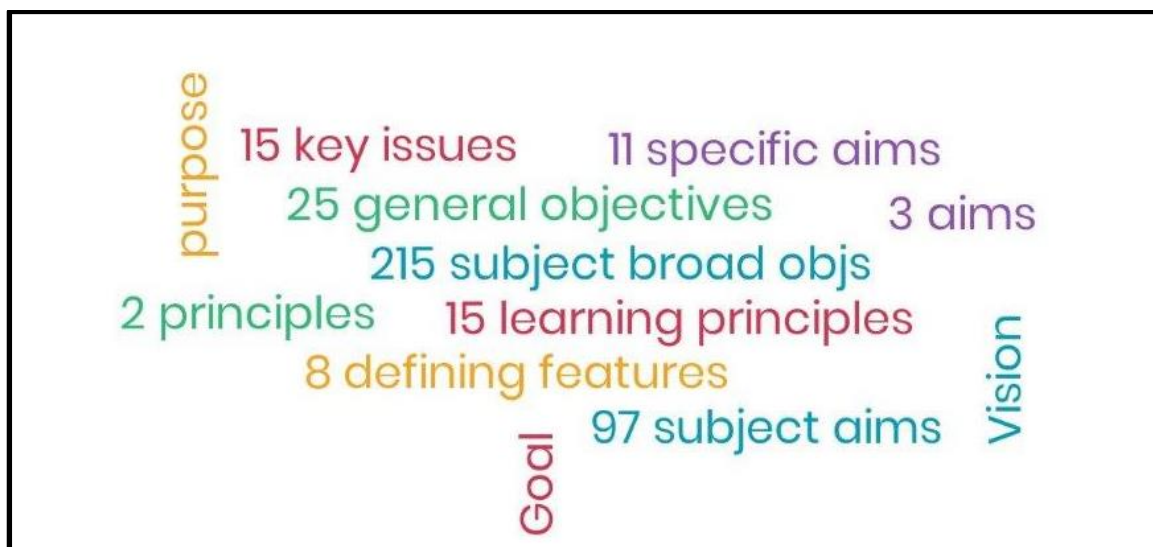 purpose
15 key issues
11 specific aims
25 general objectives
3 aims
215 subject broad objs
2 principles
15 learning principles
Vision
8 defining features
97 subject aims
Goal